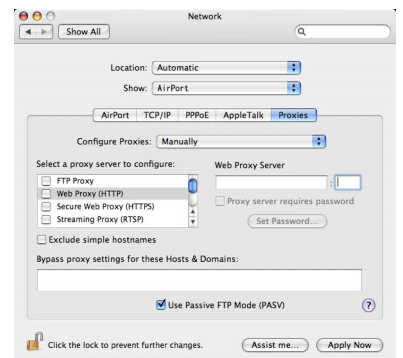 Network
Show All
Location: Automatic
Show: AirPort
AirPort TCP/IP PPPoE AppleTalk Proxies
Configure Proxies: Manually
Select a proxy server to configure: Web Proxy Server
FTP Proxy
Web Proxy (HTTP)
Secure Web Proxy (HTTPS)
Streaming Proxy (RTSP)
:
Proxy server requires password
Set Password...
Exclude simple hostnames
Bypass proxy settings for these Hosts & Domains:
Use Passive FTP Mode (PASV)
?
Click the lock to prevent further changes. Assist me... Apply Now